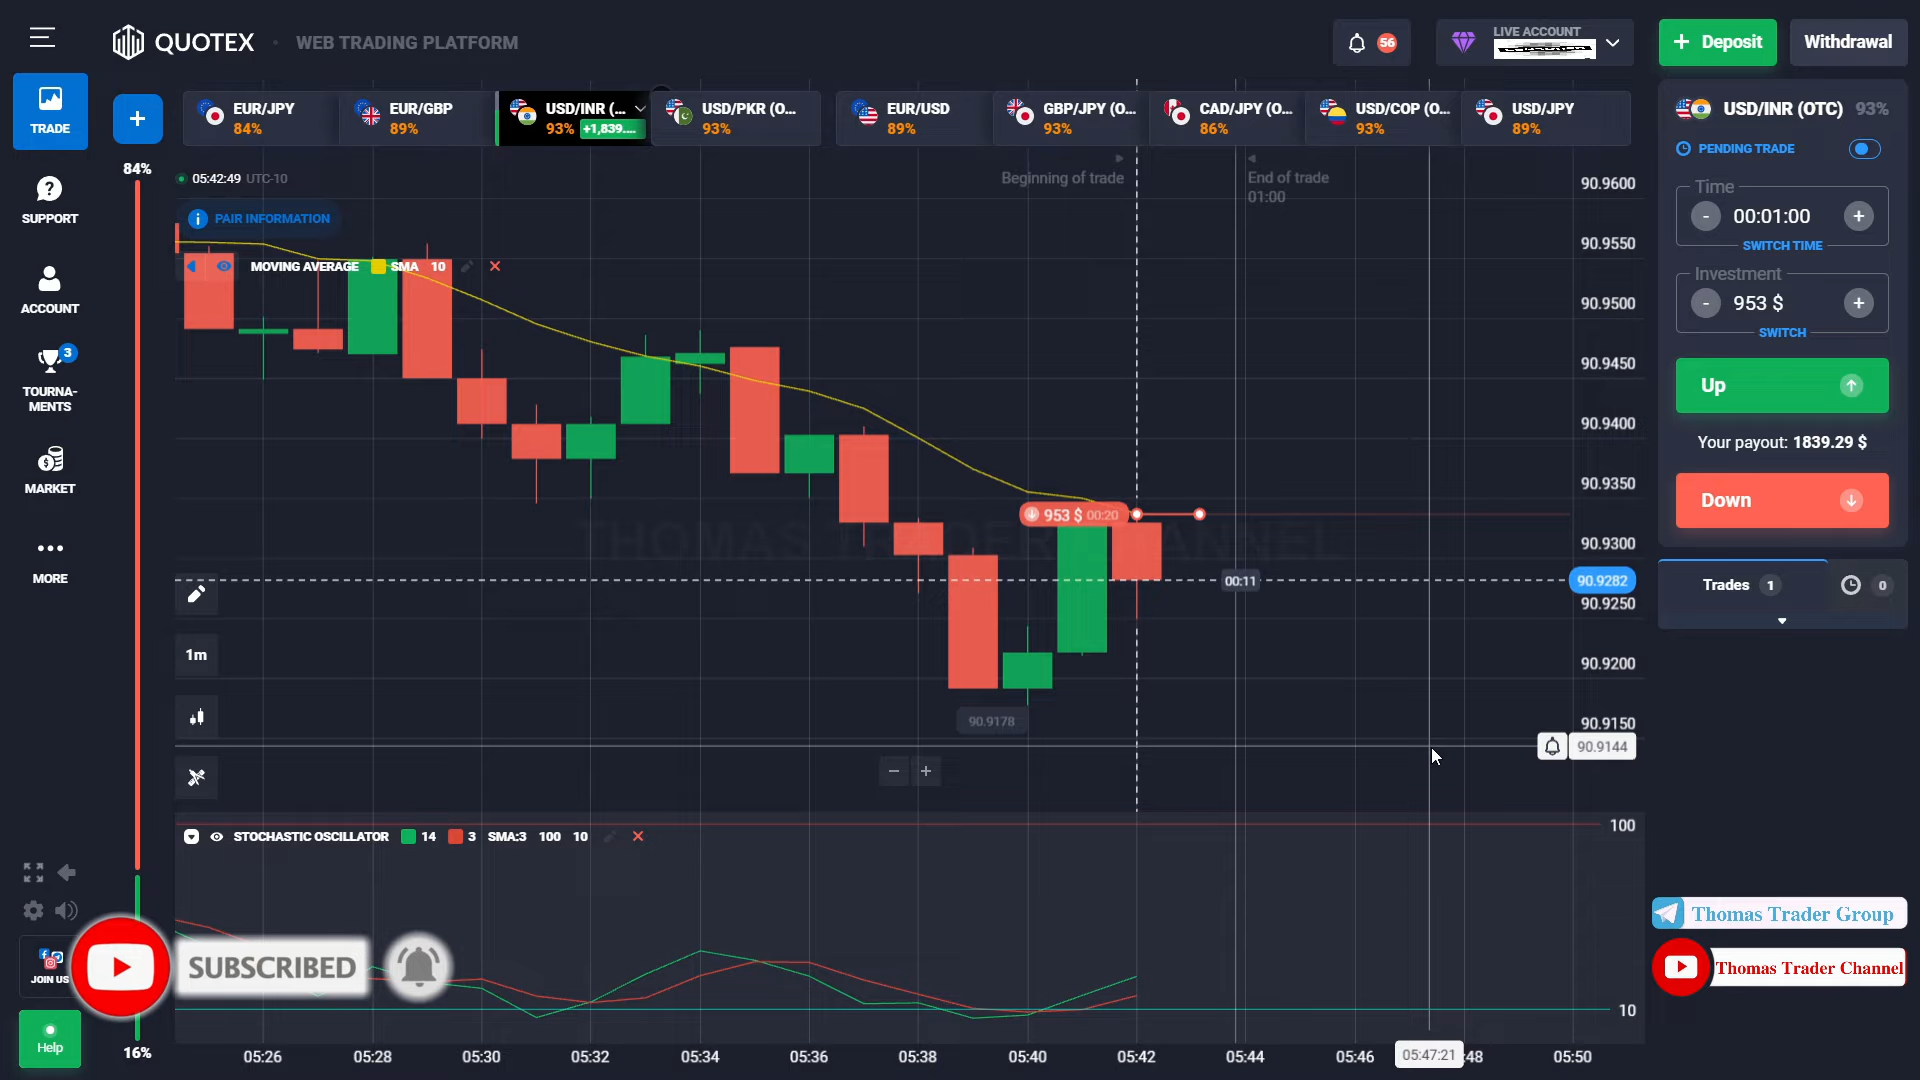 QUOTEX
WEB TRADING PLATFORM
56
LIVE ACCOUNT
+ Deposit
Withdrawal
TRADE
SUPPORT
ACCOUNT
3
TOURNA-
MENTS
MARKET
MORE
JOIN US
Help
+
EUR/JPY
84%
EUR/GBP
89%
USD/INR (...
93% +1,839....
USD/PKR (O...
93%
EUR/USD
89%
GBP/JPY (O...
93%
CAD/JPY (O...
86%
USD/COP (O...
93%
USD/JPY
89%
84%
16%
05:42:49 UTC-10
PAIR INFORMATION
Beginning of trade
End of trade
01:00
MOVING AVERAGE SMA 10
90.9600
90.9550
90.9500
90.9450
90.9400
90.9350
90.9300
90.9282
90.9250
90.9200
90.9150
90.9144
953 $ 00:20
THOMAS TRADER CHANNEL
00:11
90.9178
1m
STOCHASTIC OSCILLATOR 14 3 SMA:3 100 10
100
10
SUBSCRIBED
05:26
05:28
05:30
05:32
05:34
05:36
05:38
05:40
05:42
05:44
05:46
05:47:21
:48
05:50
USD/INR (OTC) 93%
PENDING TRADE
Time
- 00:01:00 +
SWITCH TIME
Investment
- 953 $ +
SWITCH
Up
Your payout: 1839.29 $
Down
Trades 1
0
Thomas Trader Group
Thomas Trader Channel